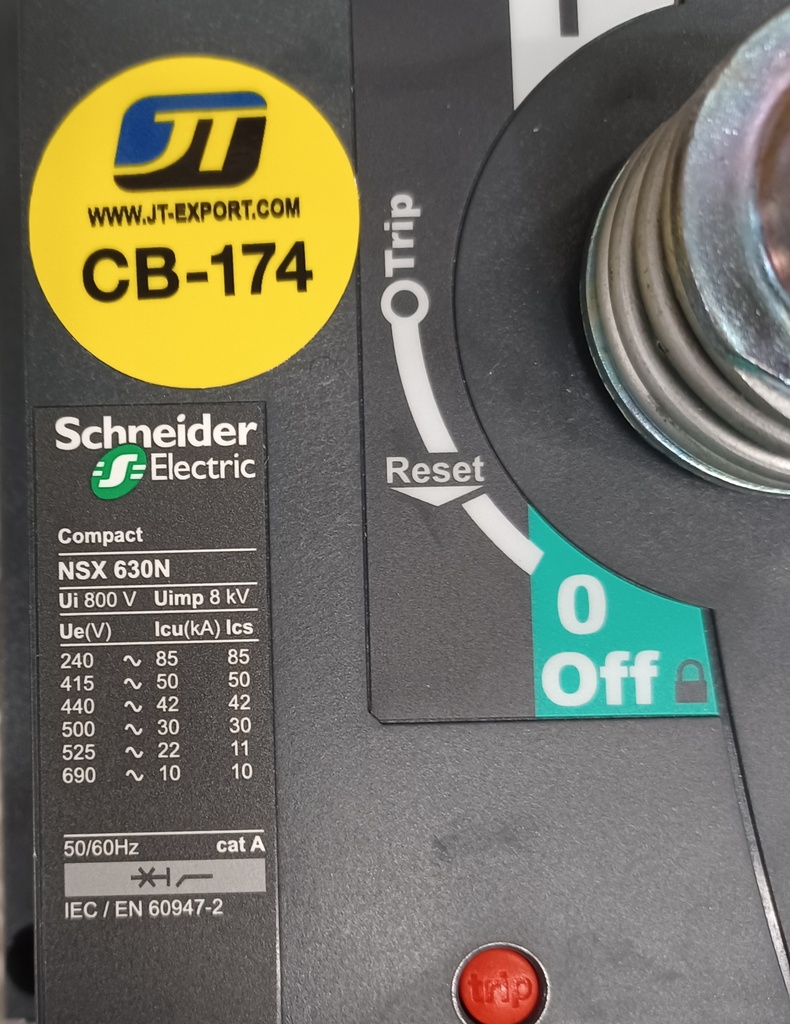 JT
WWW.JT-EXPORT.COM
CB-174
Schneider
Electric
Compact
NSX 630N
Ui 800 V Uimp 8 kV
Ue(V) Icu(kA) Ics
240 ~ 85 85
415 ~ 50 50
440 ~ 42 42
500 ~ 30 30
525 ~ 22 11
690 ~ 10 10
50/60Hz cat A
IEC / EN 60947-2
Trip
Reset
0
Off
trip